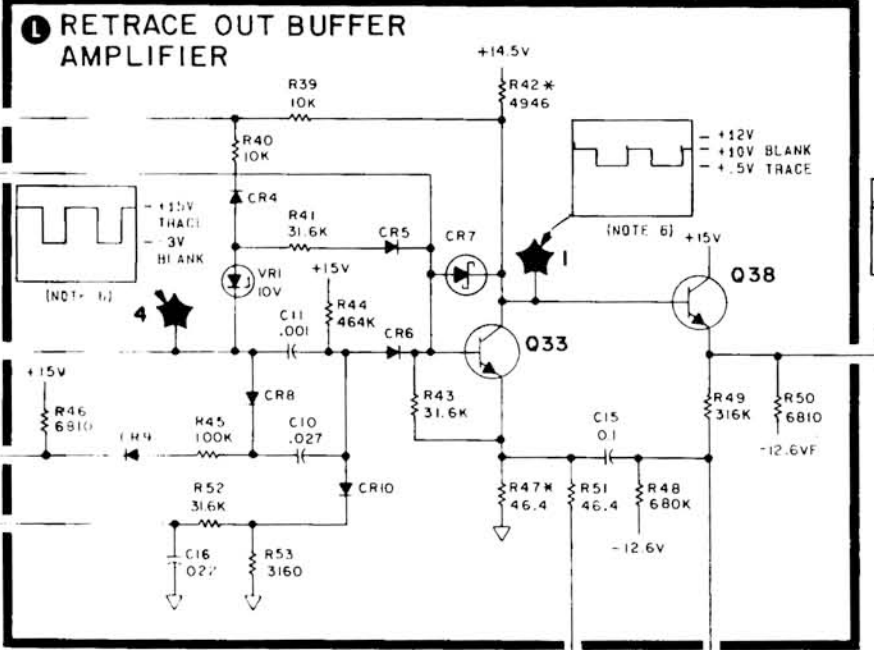 L RETRACE OUT BUFFER
AMPLIFIER
+14.5V
R42*
4946
R39
10K
R40
10K
+12V
+10V BLANK
+.5V TRACE
(NOTE 6)
1
CR4
+15V
TRACE
-3V
BLANK
(NOTE 6)
4
R41
31.6K
CR5
CR7
+15V
Q38
VR1
10V
+15V
R44
464K
C11
.001
CR6
Q33
+15V
R46
6810
CR8
R43
31.6K
CR9
R45
100K
C10
.027
C15
0.1
R49
316K
R50
6810
-12.6VF
R52
31.6K
CR10
R47*
46.4
R51
46.4
R48
680K
-12.6V
C16
R53
3160